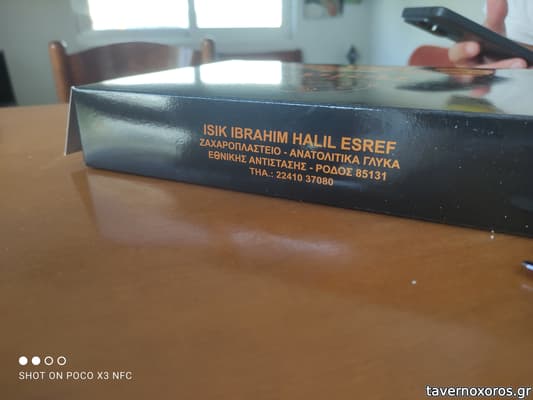 ISIK IBRAHIM HALIL ESREF
ΖΑΧΑΡΟΠΛΑΣΤΕΙΟ - ΑΝΑΤΟΛΙΤΙΚΑ ΓΛΥΚΑ
ΕΘΝΙΚΗΣ ΑΝΤΙΣΤΑΣΗΣ - ΡΟΔΟΣ 85131
ΤΗΛ.: 22410 37080
SHOT ON POCO X3 NFC
tavernoxoros.gr